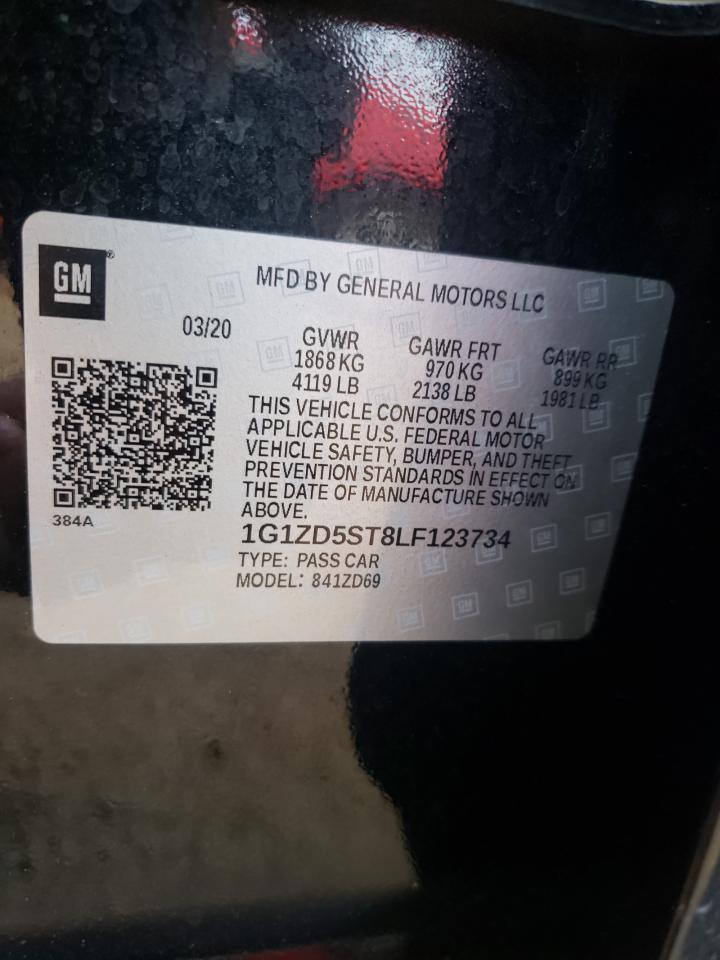 GM
MFD BY GENERAL MOTORS LLC
03/20
GVWR GAWR FRT GAWR RR
1868 KG 970 KG 899 KG
4119 LB 2138 LB 1981 LB
THIS VEHICLE CONFORMS TO ALL
APPLICABLE U.S. FEDERAL MOTOR
VEHICLE SAFETY, BUMPER, AND THEFT
PREVENTION STANDARDS IN EFFECT ON
THE DATE OF MANUFACTURE SHOWN
ABOVE.
384A
1G1ZD5ST8LF123734
TYPE: PASS CAR
MODEL: 841ZD69